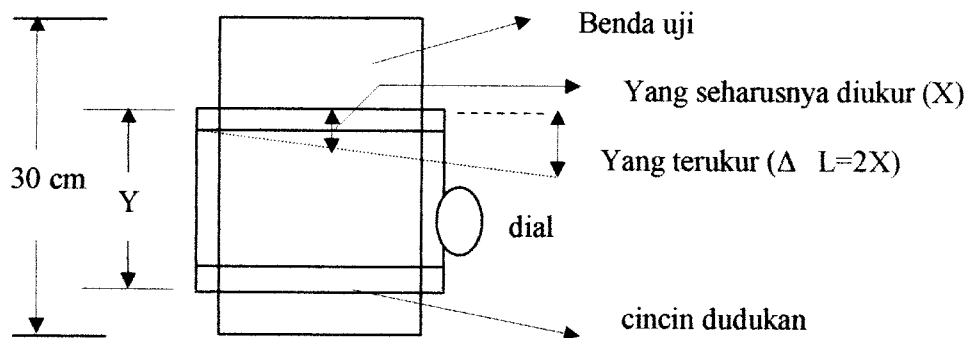 Benda uji
Yang seharusnya diukur (X)
Yang terukur (Δ L=2X)
30 cm
Y
dial
cincin dudukan